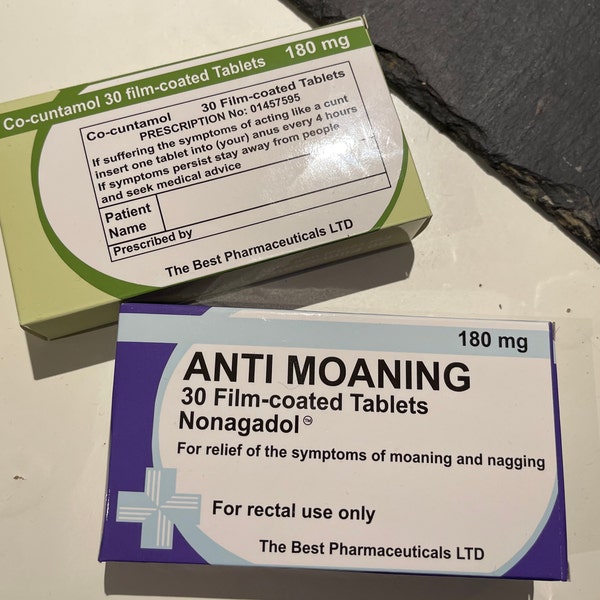 Co-cuntamol 30 film-coated Tablets 180 mg
Co-cuntamol 30 Film-coated Tablets
PRESCRIPTION No: 01457595
If suffering the symptoms of acting like a cunt
insert one tablet into (your) anus every 4 hours
If symptoms persist stay away from people
and seek medical advice
Patient
Name
Prescribed by
The Best Pharmaceuticals LTD
180 mg
ANTI MOANING
30 Film-coated Tablets
Nonagadol™
For relief of the symptoms of moaning and nagging
For rectal use only
The Best Pharmaceuticals LTD